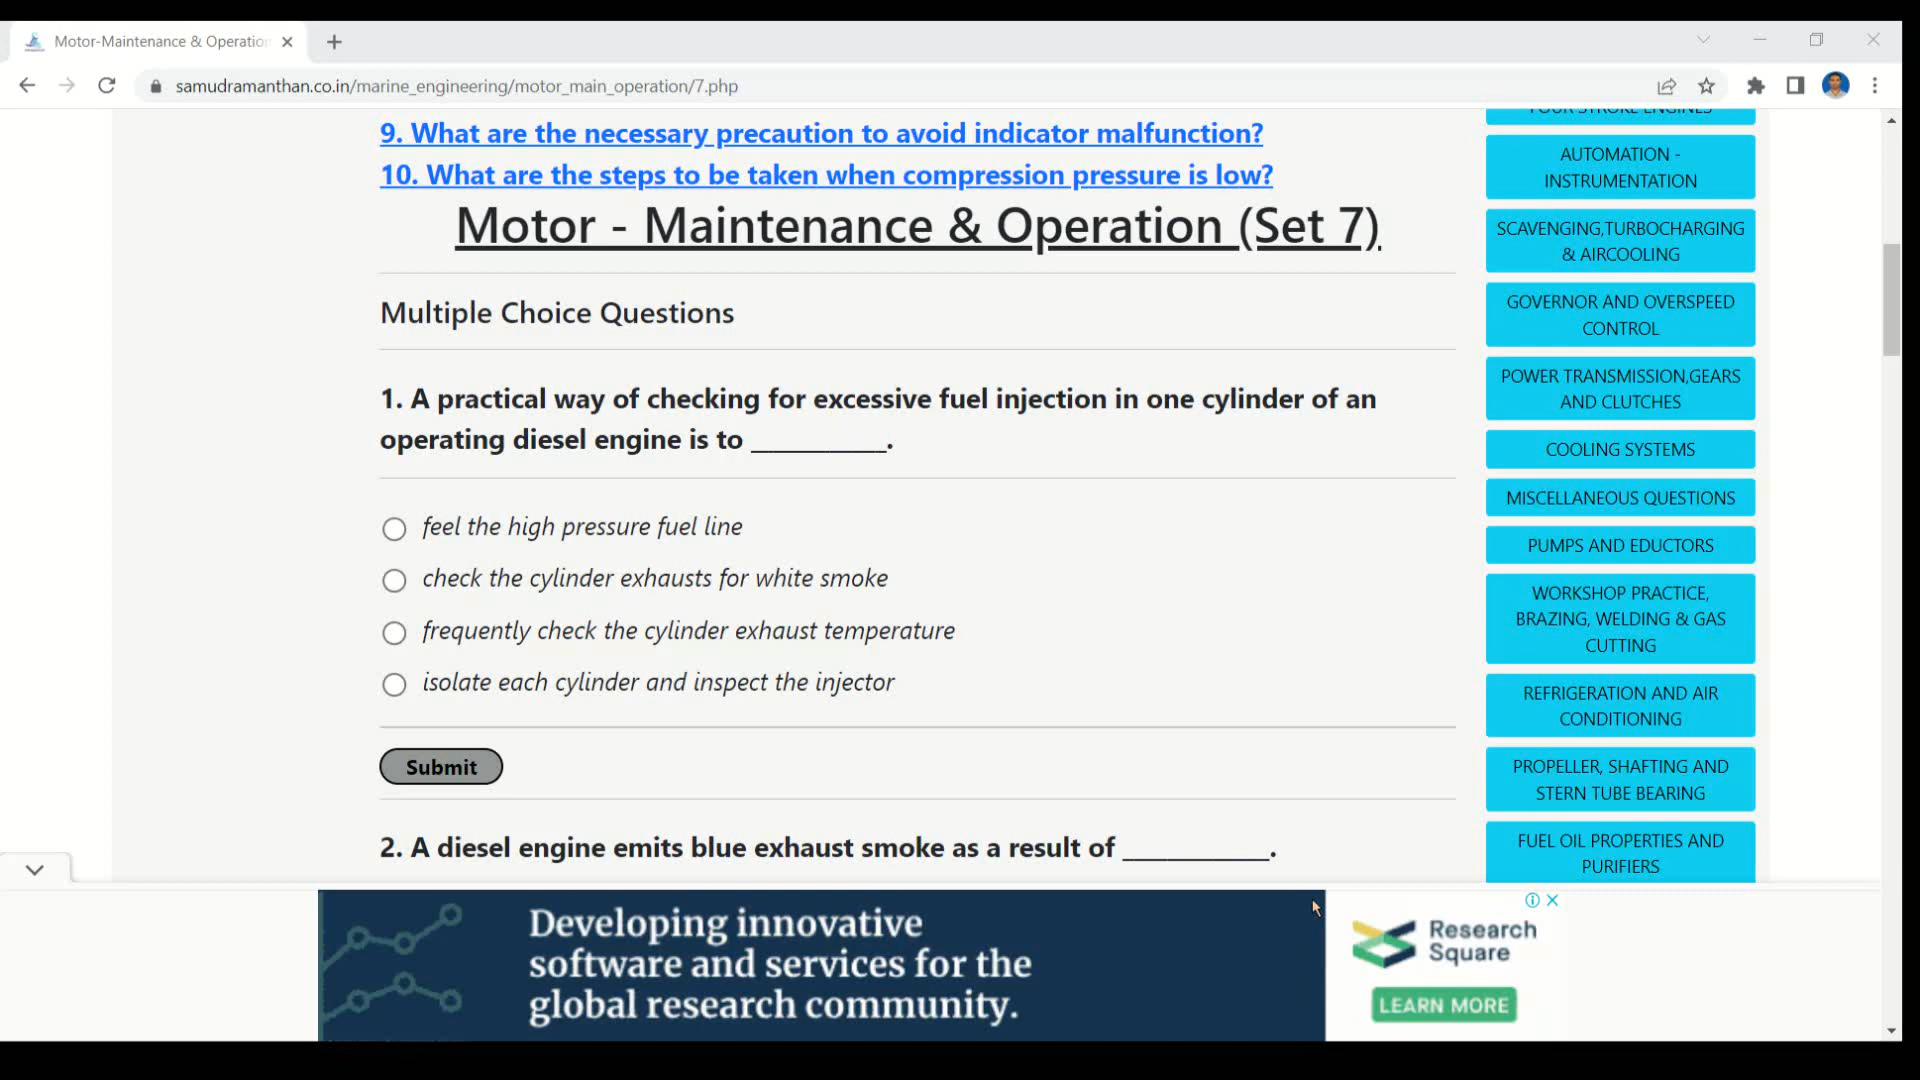 Motor-Maintenance & Operation
samudramanthan.co.in/marine_engineering/motor_main_operation/7.php
9. What are the necessary precaution to avoid indicator malfunction?
10. What are the steps to be taken when compression pressure is low?
Motor - Maintenance & Operation (Set 7)
Multiple Choice Questions
1. A practical way of checking for excessive fuel injection in one cylinder of an
operating diesel engine is to __________.
feel the high pressure fuel line
check the cylinder exhausts for white smoke
frequently check the cylinder exhaust temperature
isolate each cylinder and inspect the injector
Submit
2. A diesel engine emits blue exhaust smoke as a result of ___________.
FOUR STROKE ENGINES
AUTOMATION -
INSTRUMENTATION
SCAVENGING,TURBOCHARGING
& AIRCOOLING
GOVERNOR AND OVERSPEED
CONTROL
POWER TRANSMISSION,GEARS
AND CLUTCHES
COOLING SYSTEMS
MISCELLANEOUS QUESTIONS
PUMPS AND EDUCTORS
WORKSHOP PRACTICE,
BRAZING, WELDING & GAS
CUTTING
REFRIGERATION AND AIR
CONDITIONING
PROPELLER, SHAFTING AND
STERN TUBE BEARING
FUEL OIL PROPERTIES AND
PURIFIERS
Developing innovative
software and services for the
global research community.
Research
Square
LEARN MORE